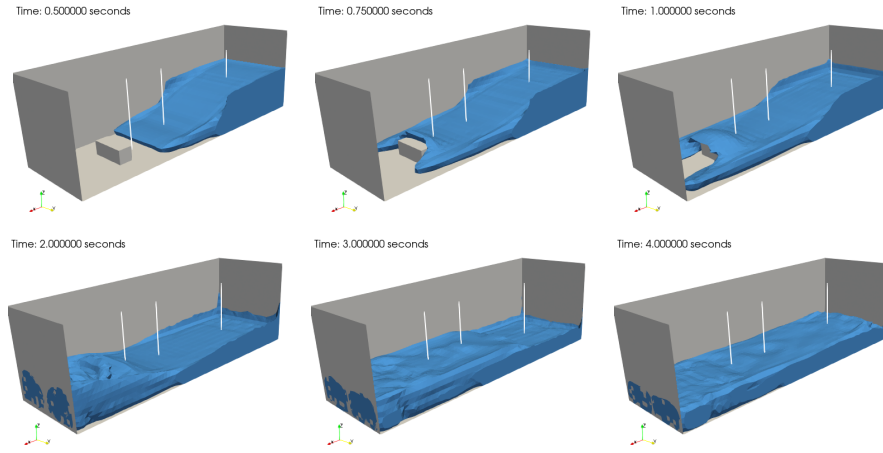 Time: 0.500000 seconds
Time: 0.750000 seconds
Time: 1.000000 seconds
Time: 2.000000 seconds
Time: 3.000000 seconds
Time: 4.000000 seconds